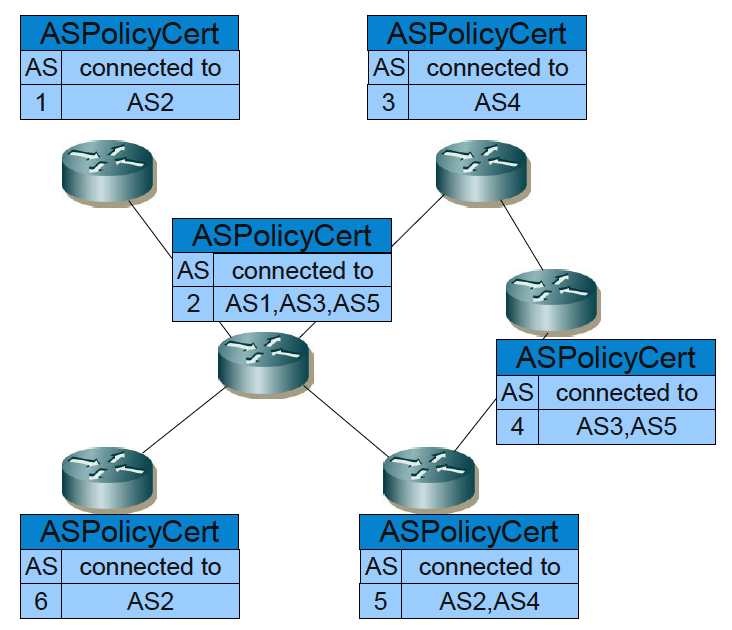 ASPolicyCert
AS connected to
1 AS2
ASPolicyCert
AS connected to
3 AS4
ASPolicyCert
AS connected to
2 AS1,AS3,AS5
ASPolicyCert
AS connected to
4 AS3,AS5
ASPolicyCert
AS connected to
6 AS2
ASPolicyCert
AS connected to
5 AS2,AS4